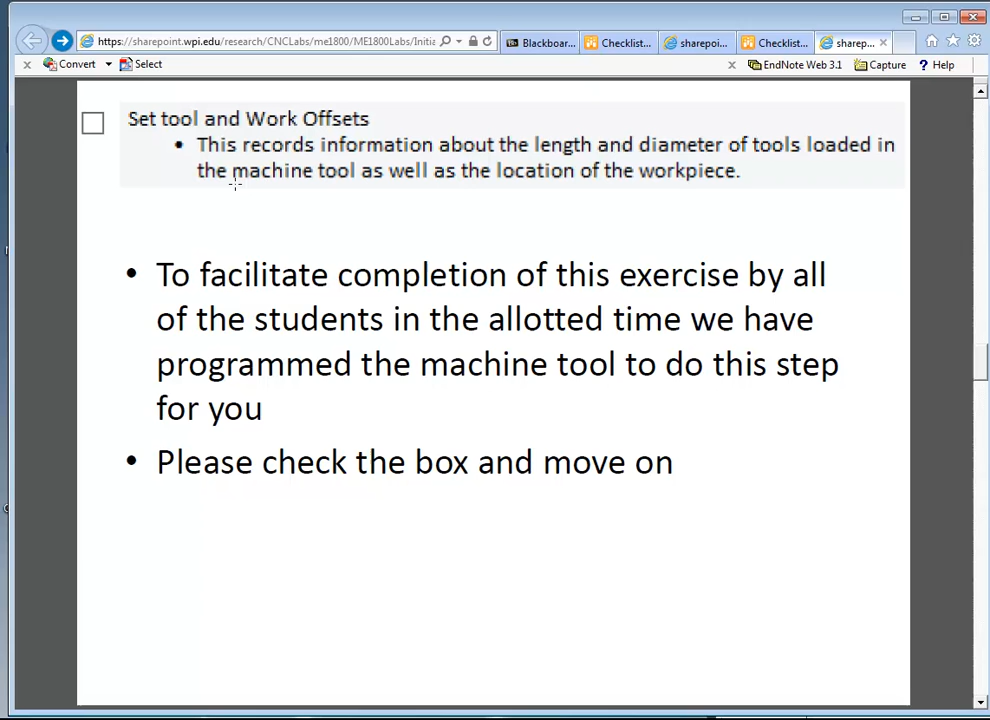 https://sharepoint.wpi.edu/research/CNCLabs/me1800/ME1800Labs/Initia
Blackboar...
Checklist...
sharepoi...
Checklist...
sharep...
Convert
Select
EndNote Web 3.1
Capture
Help
Set tool and Work Offsets
• This records information about the length and diameter of tools loaded in
the machine tool as well as the location of the workpiece.
• To facilitate completion of this exercise by all
of the students in the allotted time we have
programmed the machine tool to do this step
for you
• Please check the box and move on